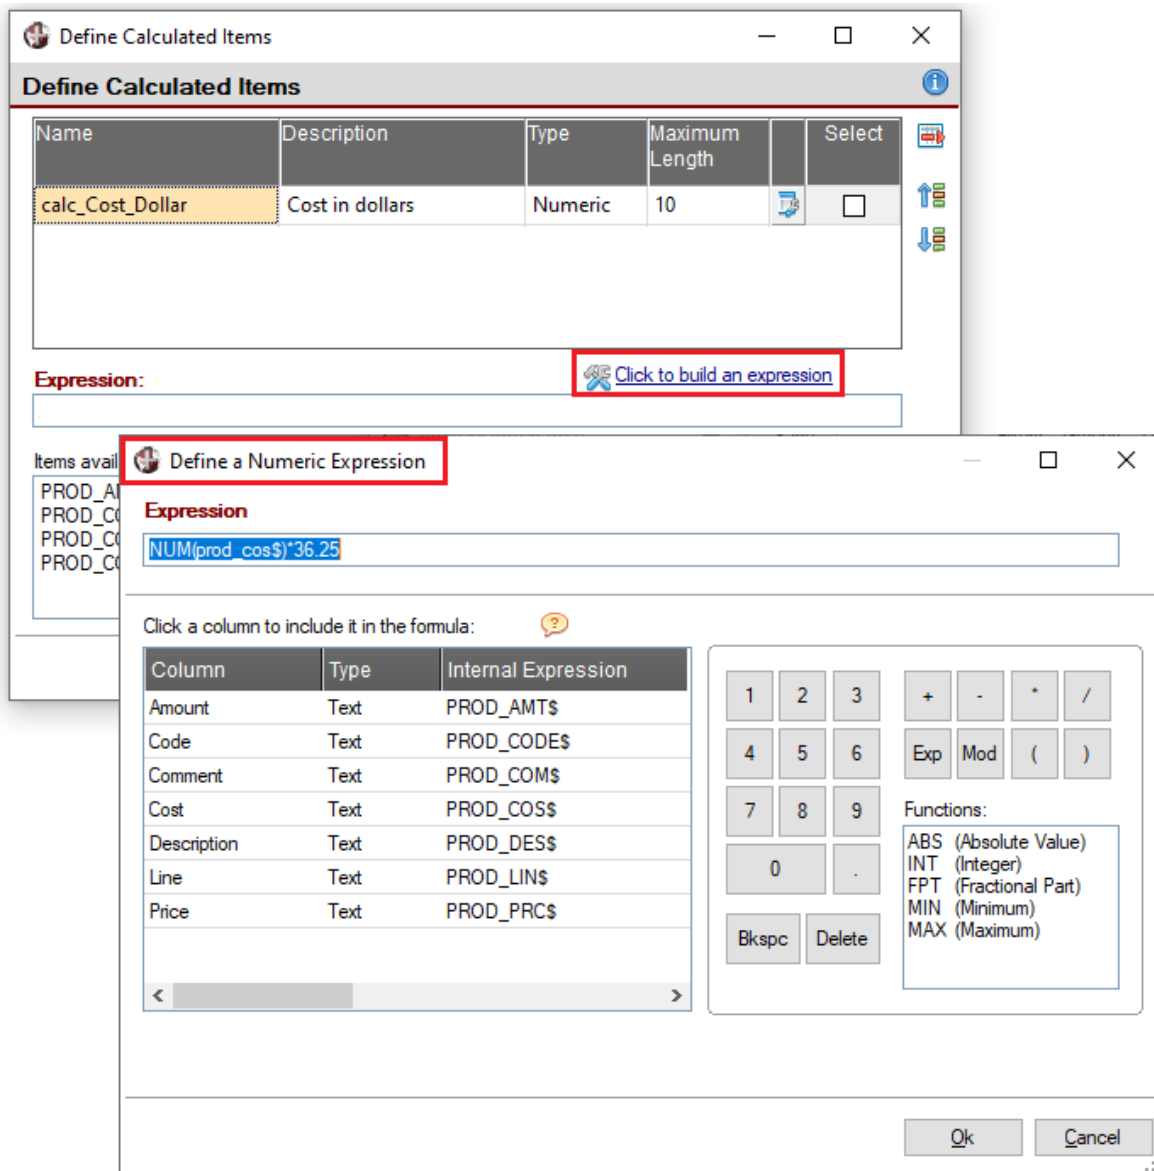 Define Calculated Items
Define Calculated Items
Name Description Type Maximum Length Select
calc_Cost_Dollar Cost in dollars Numeric 10
Click to build an expression
Expression:
Items avail
PROD_A
PROD_C
PROD_C
PROD_C
Define a Numeric Expression
Expression
NUM(prod_cos$)*36.25
Click a column to include it in the formula:
Column Type Internal Expression
Amount Text PROD_AMT$
Code Text PROD_CODE$
Comment Text PROD_COM$
Cost Text PROD_COS$
Description Text PROD_DES$
Line Text PROD_LIN$
Price Text PROD_PRC$
1 2 3 + - * /
4 5 6 Exp Mod ( )
7 8 9
0 .
Bkspc Delete
Functions:
ABS (Absolute Value)
INT (Integer)
FPT (Fractional Part)
MIN (Minimum)
MAX (Maximum)
Ok Cancel